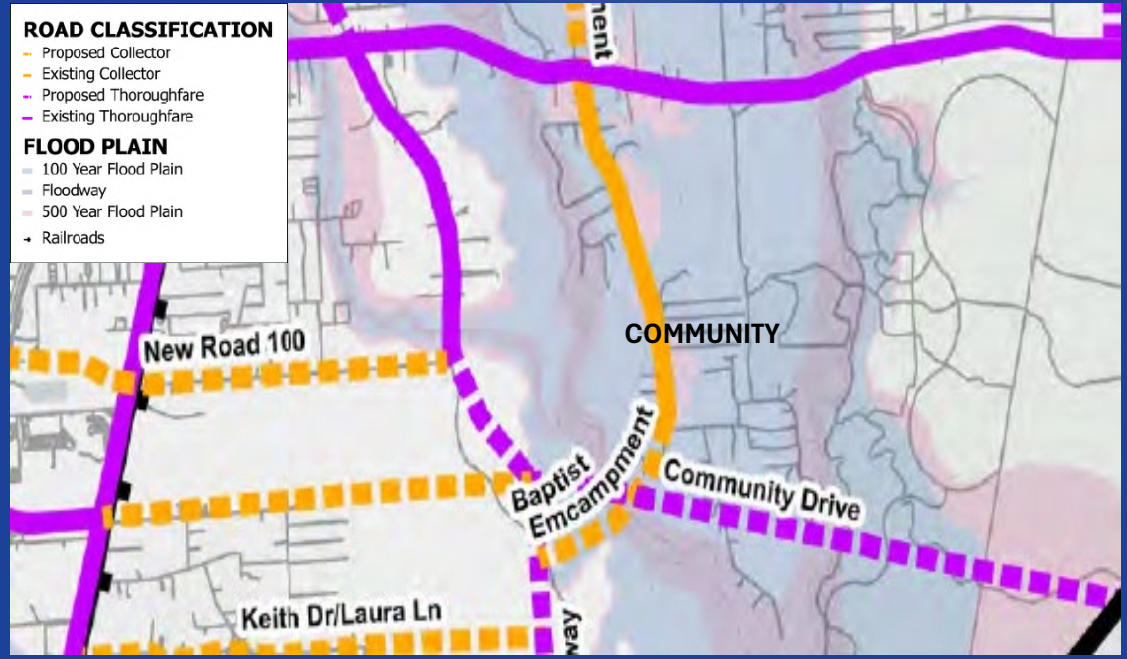 ROAD CLASSIFICATION
Proposed Collector
Existing Collector
Proposed Thoroughfare
Existing Thoroughfare
FLOOD PLAIN
100 Year Flood Plain
Floodway
500 Year Flood Plain
Railroads
ment
COMMUNITY
New Road 100
Baptist
Emcampment
Community Drive
Keith Dr/Laura Ln
way